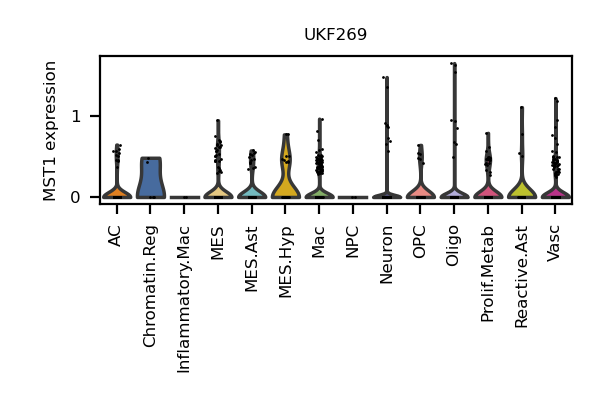 UKF269
MST1 expression
1
0
AC
Chromatin.Reg
Inflammatory.Mac
MES
MES.Ast
MES.Hyp
Mac
NPC
Neuron
OPC
Oligo
Prolif.Metab
Reactive.Ast
Vasc